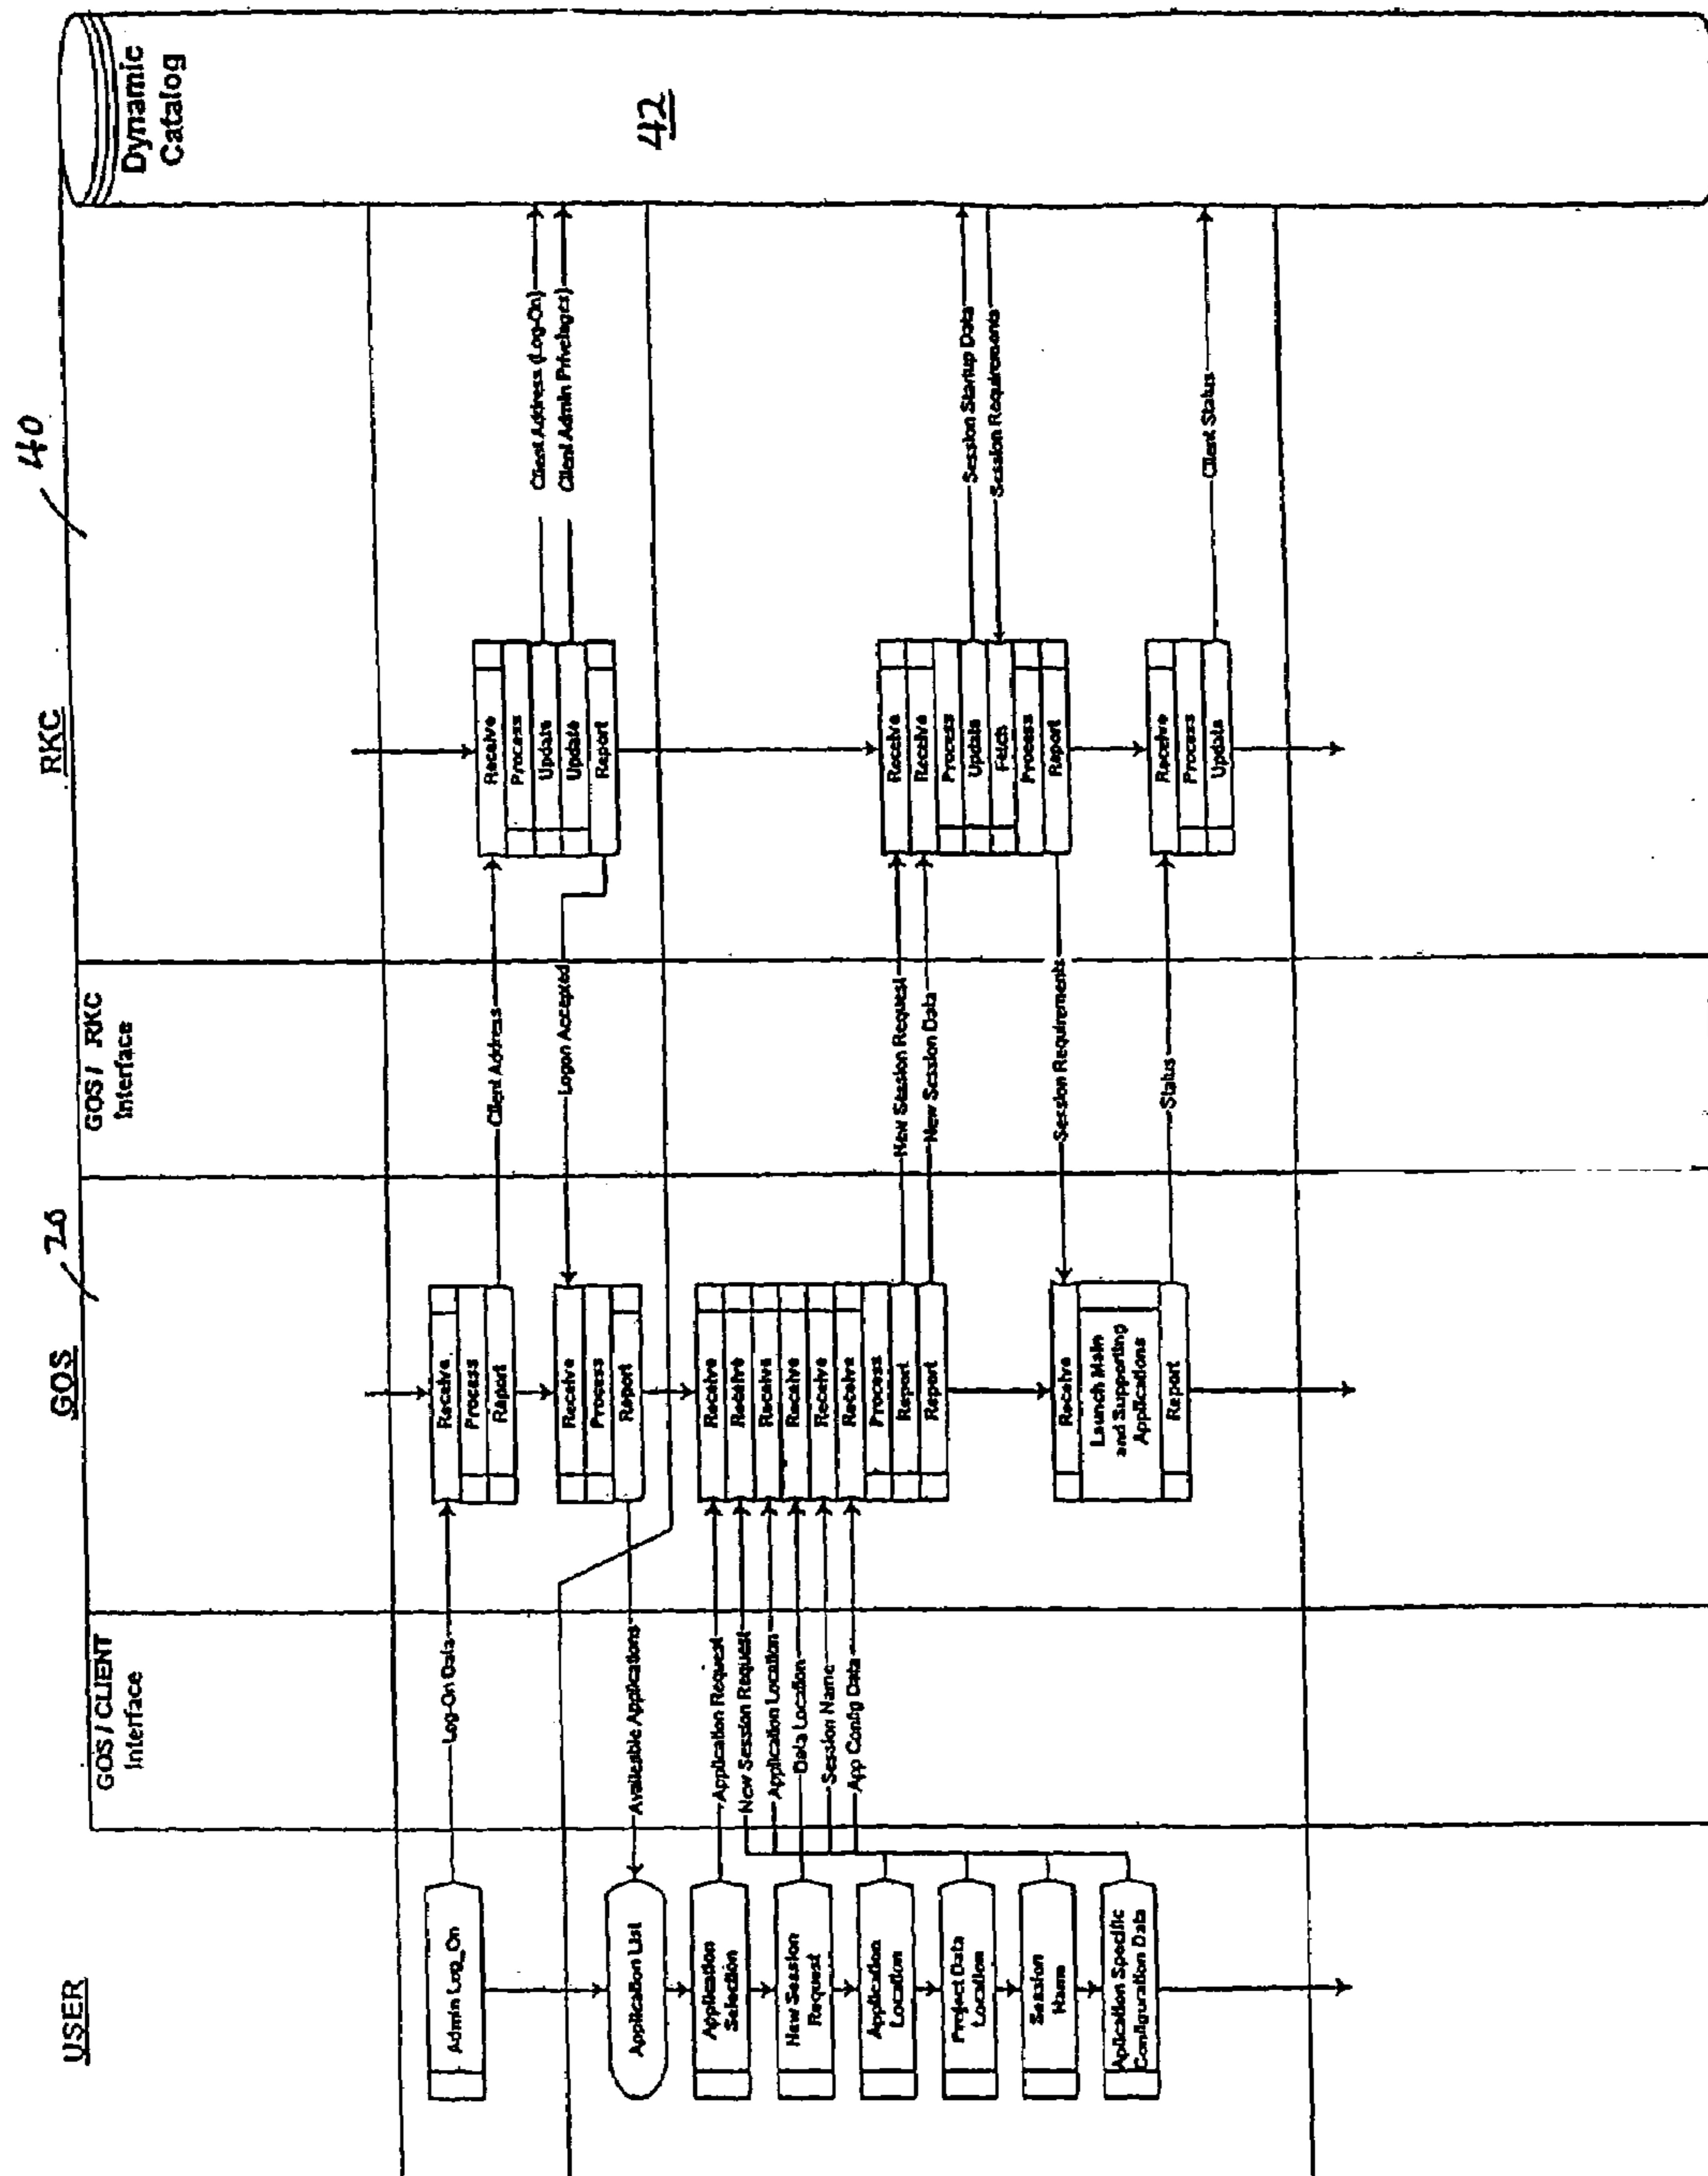 USER
GOS / CLIENT
Interface
GOS
26
GOS / RKC
Interface
RKC
40
Dynamic
Catalog
42
Admin Log_On
Log-On Data
Receive
Process
Report
Client Address
Receive
Process
Update
Update
Report
Client Address (Log-On)
Client Admin Priveleges)
Logon Accepted
Receive
Process
Report
Available Applications
Application List
Application
Selection
New Session
Request
Application
Location
Project Data
Location
Session
Name
Application Specific
Configuration Data
Application Request
New Session Request
Application Location
Data Location
Session Name
App Config Data
Receive
Receive
Receive
Receive
Receive
Receive
Process
Report
Report
New Session Request
New Session Data
Receive
Receive
Process
Update
Fetch
Process
Report
Session Startup Data
Session Requirements
Session Requirements
Receive
Launch Main
and Supporting
Applications
Report
Status
Receive
Process
Update
Client Status